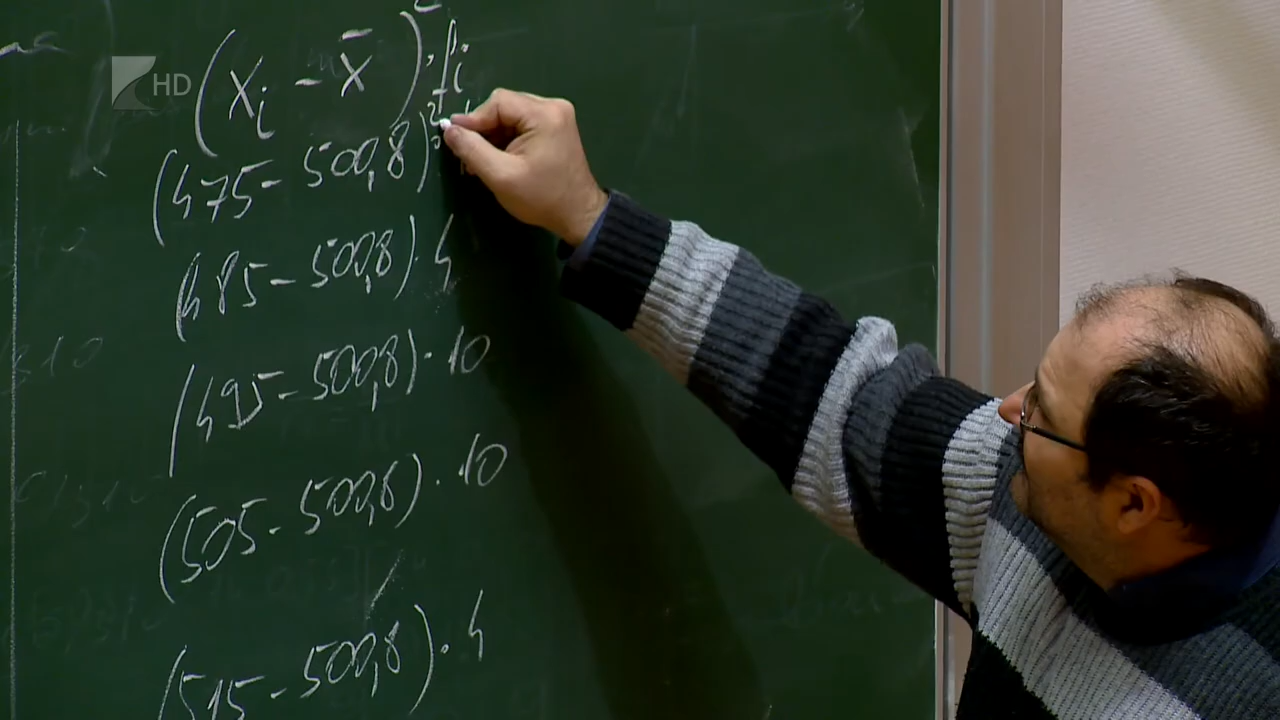 HD
(xᵢ - x̄)² · fᵢ
(475 - 500,8)²
(485 - 500,8) · 4
(495 - 500,8) · 10
(505 - 500,8) · 10
(515 - 500,8) · 4